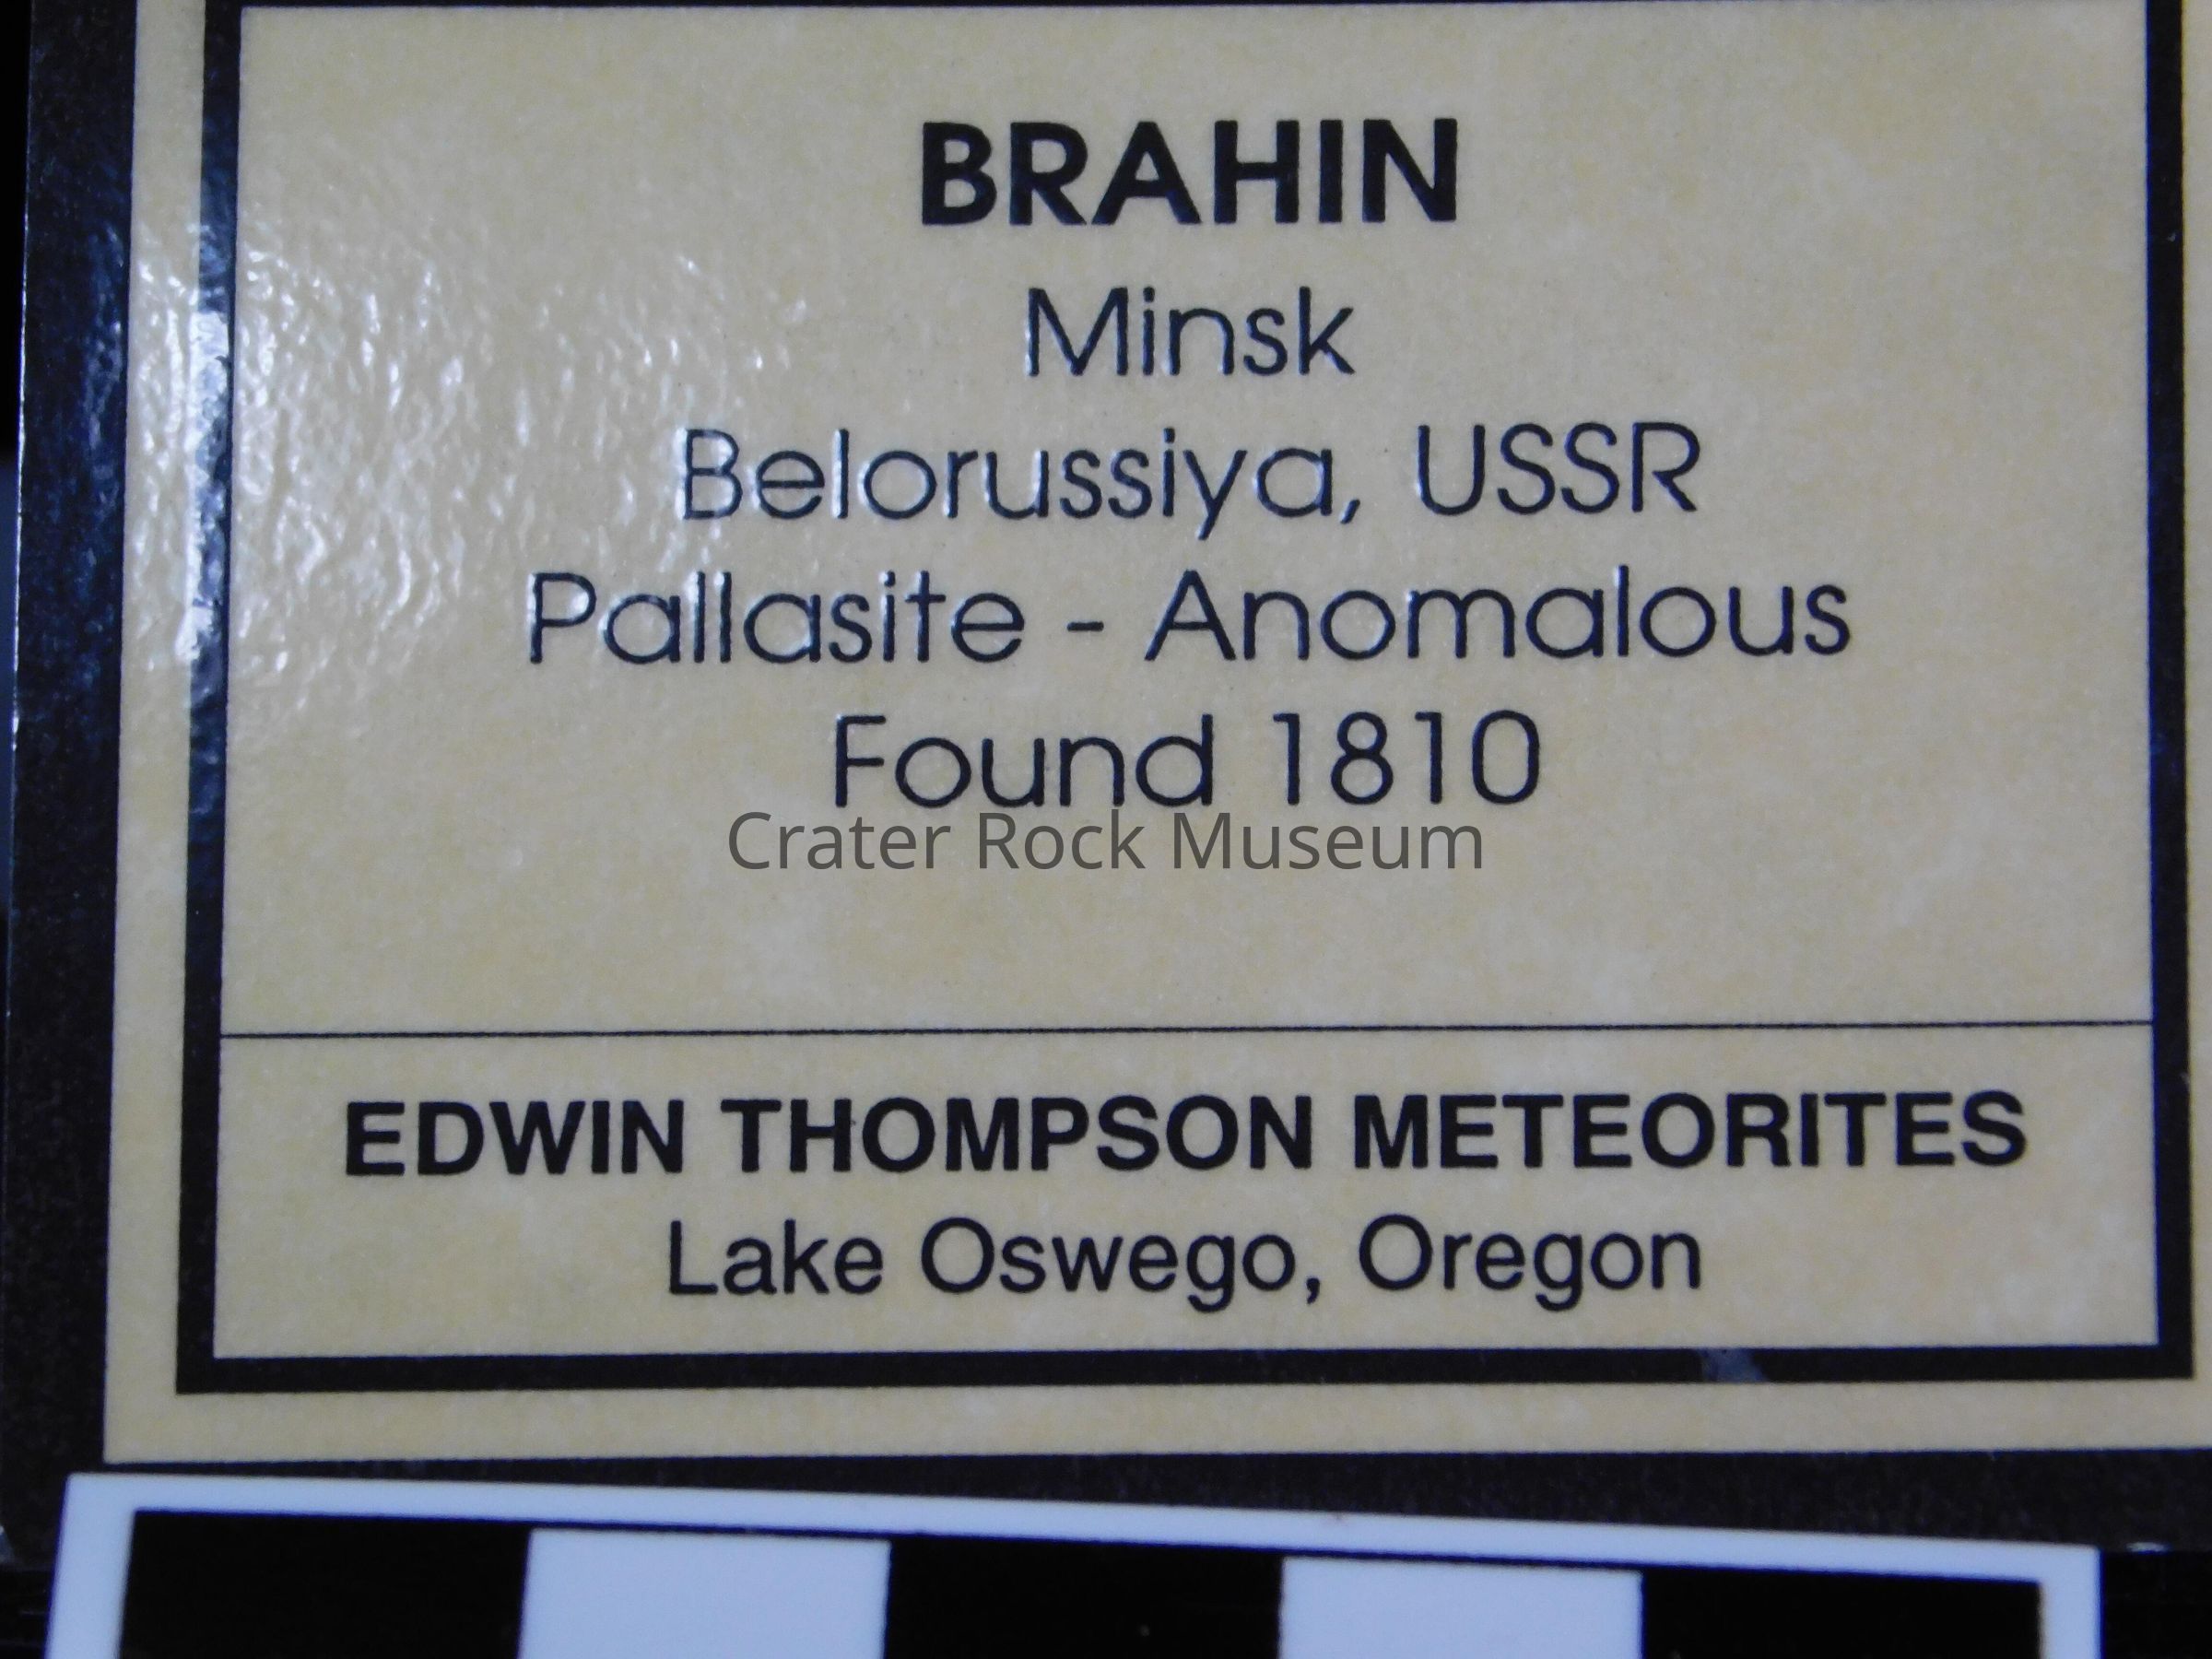 BRAHIN
Minsk
Belorussiya, USSR
Pallasite - Anomalous
Found 1810
Crater Rock Museum
EDWIN THOMPSON METEORITES
Lake Oswego, Oregon